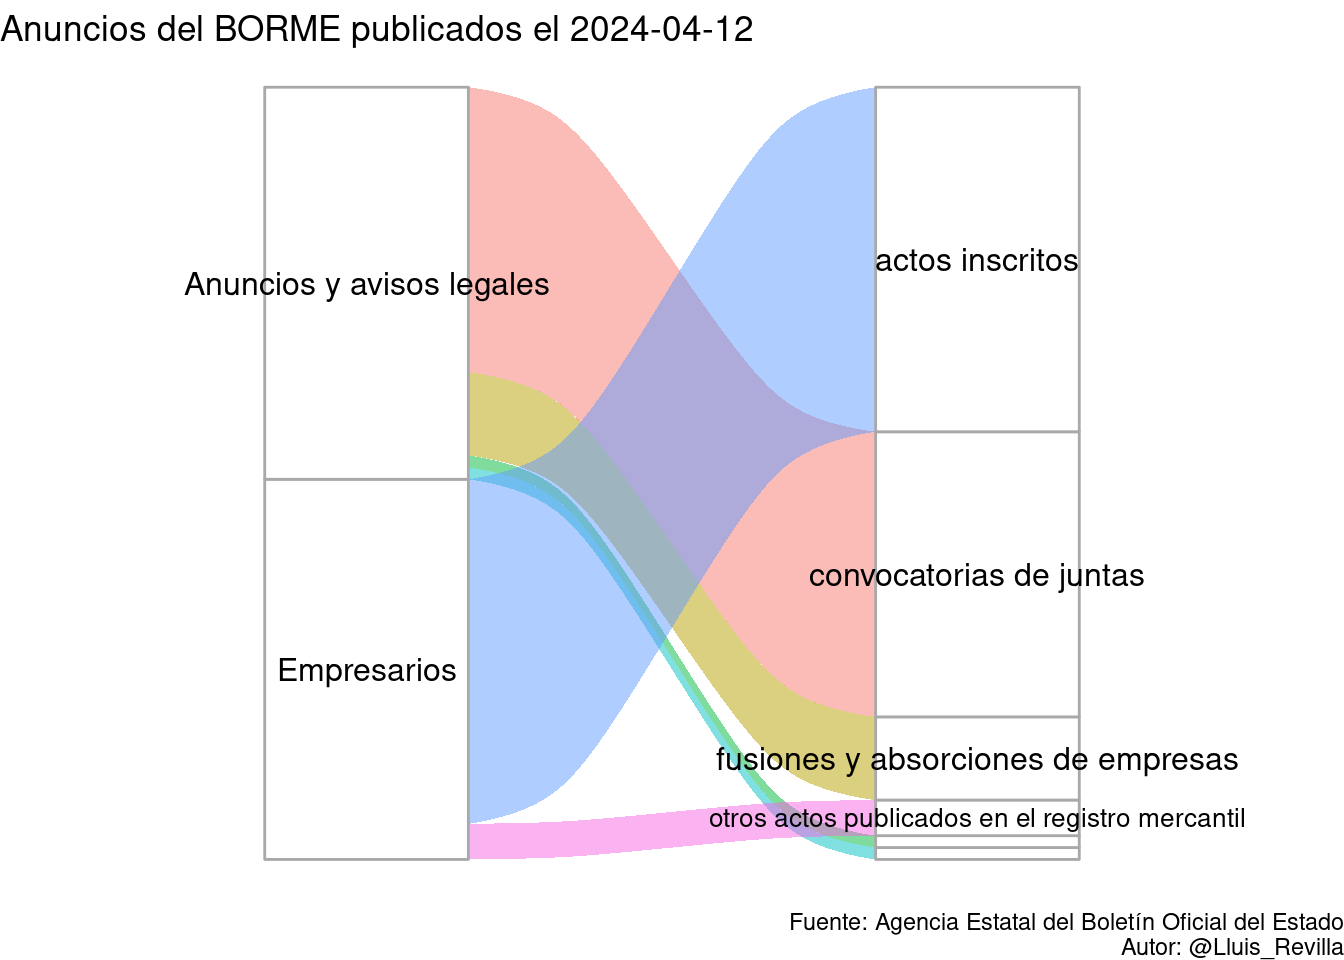 Anuncios del BORME publicados el 2024-04-12
Anuncios y avisos legales
Empresarios
actos inscritos
convocatorias de juntas
fusiones y absorciones de empresas
otros actos publicados en el registro mercantil
Fuente: Agencia Estatal del Boletín Oficial del Estado
Autor: @Lluis_Revilla